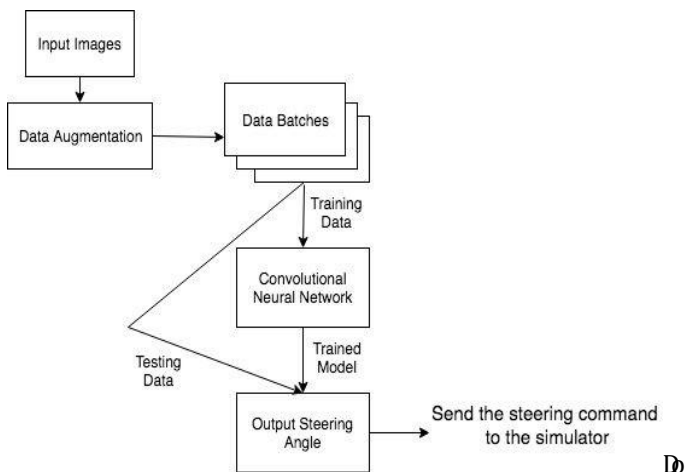 Input Images
Data Augmentation
Data Batches
Training
Data
Convolutional
Neural Network
Testing
Data
Trained
Model
Output Steering
Angle
Send the steering command
to the simulator